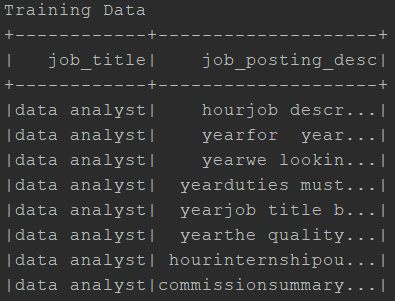 Training Data
+------------+--------------------+
|   job_title|    job_posting_desc|
+------------+--------------------+
|data analyst|    hourjob descr...|
|data analyst|    yearfor  year...|
|data analyst|    yearwe lookin...|
|data analyst|  yearduties must...|
|data analyst|  yearjob title b...|
|data analyst|  yearthe quality...|
|data analyst| hourinternshipou...|
|data analyst|commissionsummary...|